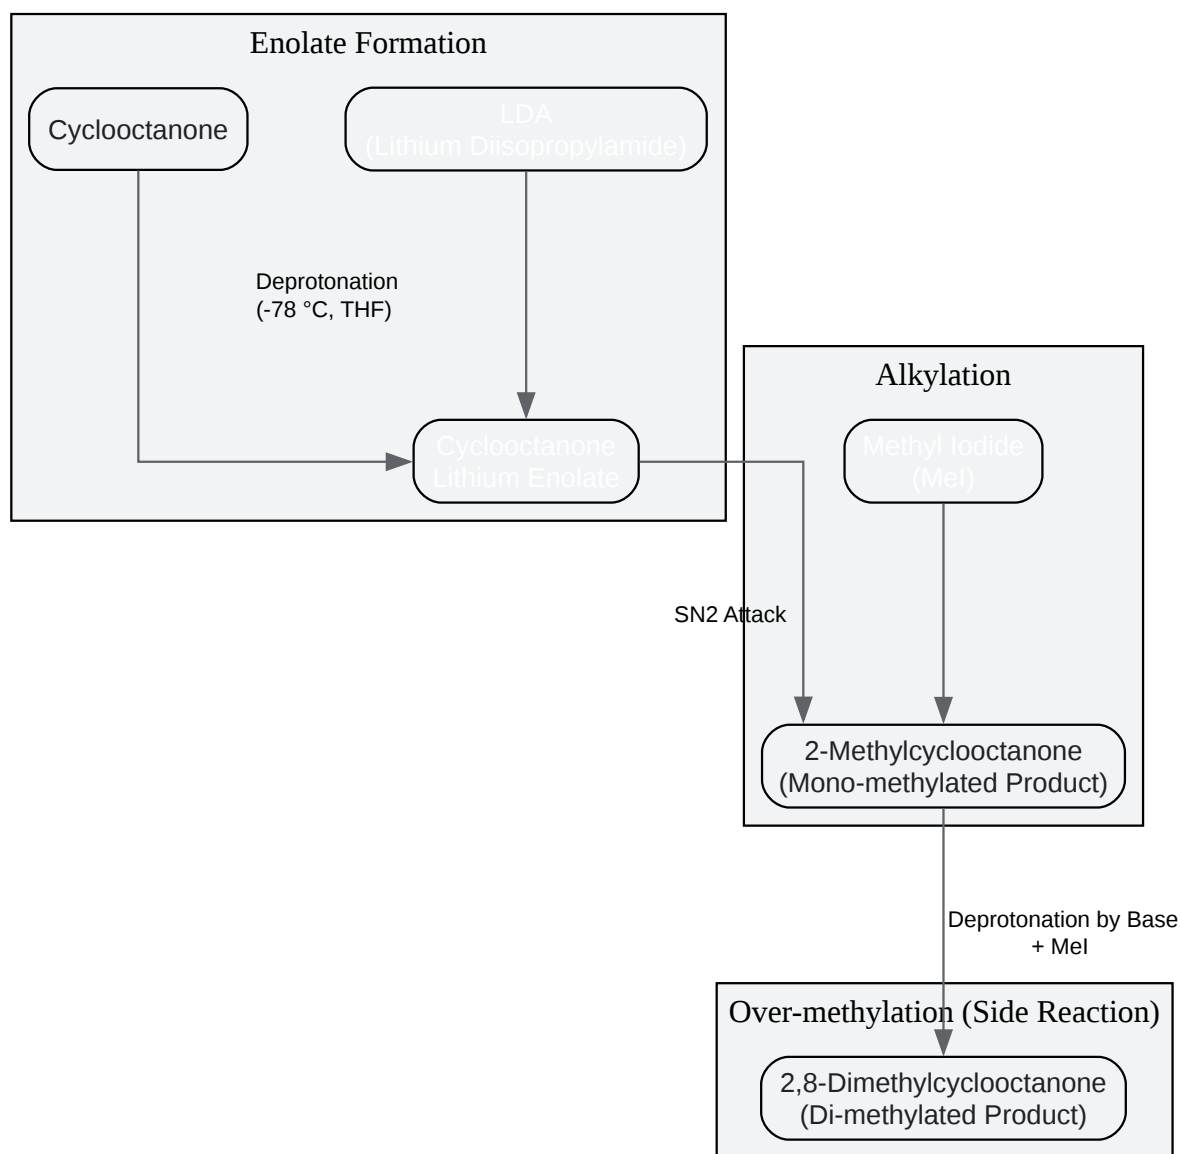 Enolate Formation
Cyclooctanone
LDA
(Lithium Diisopropylamide)
Deprotonation
(-78 °C, THF)
Cyclooctanone
Lithium Enolate
Alkylation
Methyl Iodide
(MeI)
SN2 Attack
2-Methylcyclooctanone
(Mono-methylated Product)
Deprotonation by Base
+ MeI
Over-methylation (Side Reaction)
2,8-Dimethylcyclooctanone
(Di-methylated Product)